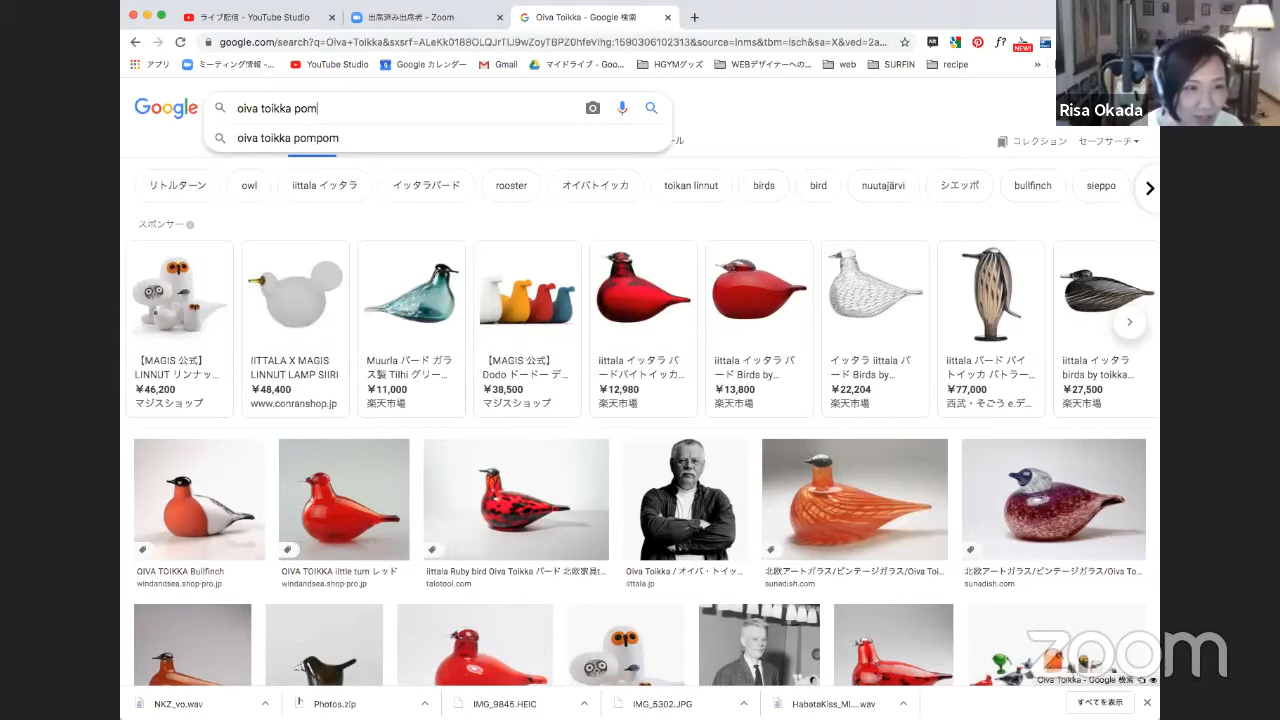 ライブ配信 - YouTube Studio
出席済み出席者 - Zoom
Oiva Toikka - Google 検索
google.com/search?q=Oiva+Toikka&sxsrf=ALeKk0188OLQJrTIJ9wZoyTBPZ0hfeVIhg:1590306102313&source=lnms&tbm=isch&sa=X&ved=2a...
NEW!
アプリ
ミーティング情報 -...
YouTube Studio
Google カレンダー
Gmail
マイドライブ - Goo...
HGYMグッズ
WEBデザイナーへの...
web
SURFIN
recipe
»
Risa Okada
Google
oiva toikka pom
oiva toikka pompom
ール
コレクション
セーフサーチ
リトルターン
owl
iittala イッタラ
イッタラバード
rooster
オイバトイッカ
toikan linnut
birds
bird
nuutajärvi
シエッポ
bullfinch
sieppo
スポンサー
【MAGIS 公式】
LINNUT リンナッ...
¥46,200
マジスショップ
IITTALA X MAGIS
LINNUT LAMP SIIRI
¥48,400
www.conranshop.jp
Muurla バード ガラ
ス製 Tilhi グリー...
¥11,000
楽天市場
【MAGIS 公式】
Dodo ドードー デ...
¥38,500
マジスショップ
iittala イッタラ バ
ードバイトイッカ...
¥12,980
楽天市場
iittala イッタラ バ
ード Birds by...
¥13,800
楽天市場
イッタラ iittala バ
ード Birds by...
¥22,204
楽天市場
iittala バード バイ
トイッカ バトラー...
¥77,000
西武・そごう e.デ...
iittala イッタラ
birds by toikka...
¥27,500
楽天市場
OIVA TOIKKA Bullfinch
windandsea.shop-pro.jp
OIVA TOIKKA little turn レッド
windandsea.shop-pro.jp
iittala Ruby bird Oiva Toikka バード 北欧家具t...
talotool.com
Oiva Toikka / オイバ・トイッ...
iittala.jp
北欧アートガラス/ビンテージガラス/Oiva Toi...
sunadish.com
北欧アートガラス/ビンテージガラス/Oiva To...
sunadish.com
zoom
Oiva Toikka - Google 検索
NKZ_vo.wav
Photos.zip
IMG_9845.HEIC
IMG_5302.JPG
HabataKiss_MI....wav
すべてを表示